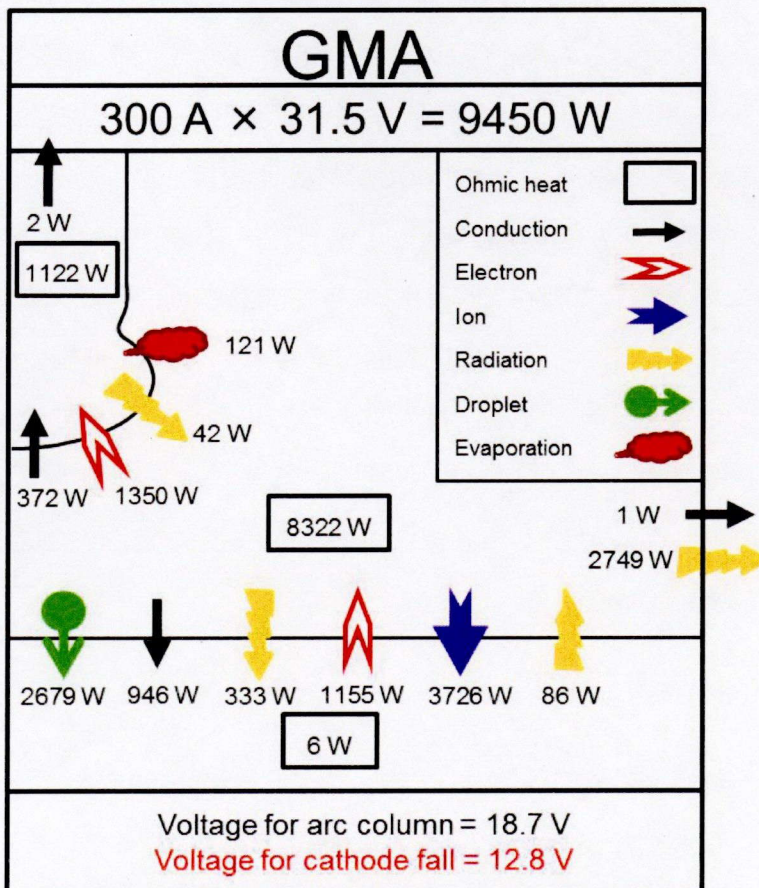 GMA
300 A × 31.5 V = 9450 W
2 W
1122 W
121 W
42 W
372 W
1350 W
Ohmic heat
Conduction
Electron
Ion
Radiation
Droplet
Evaporation
8322 W
1 W
2749 W
2679 W 946 W 333 W 1155 W 3726 W 86 W
6 W
Voltage for arc column = 18.7 V
Voltage for cathode fall = 12.8 V